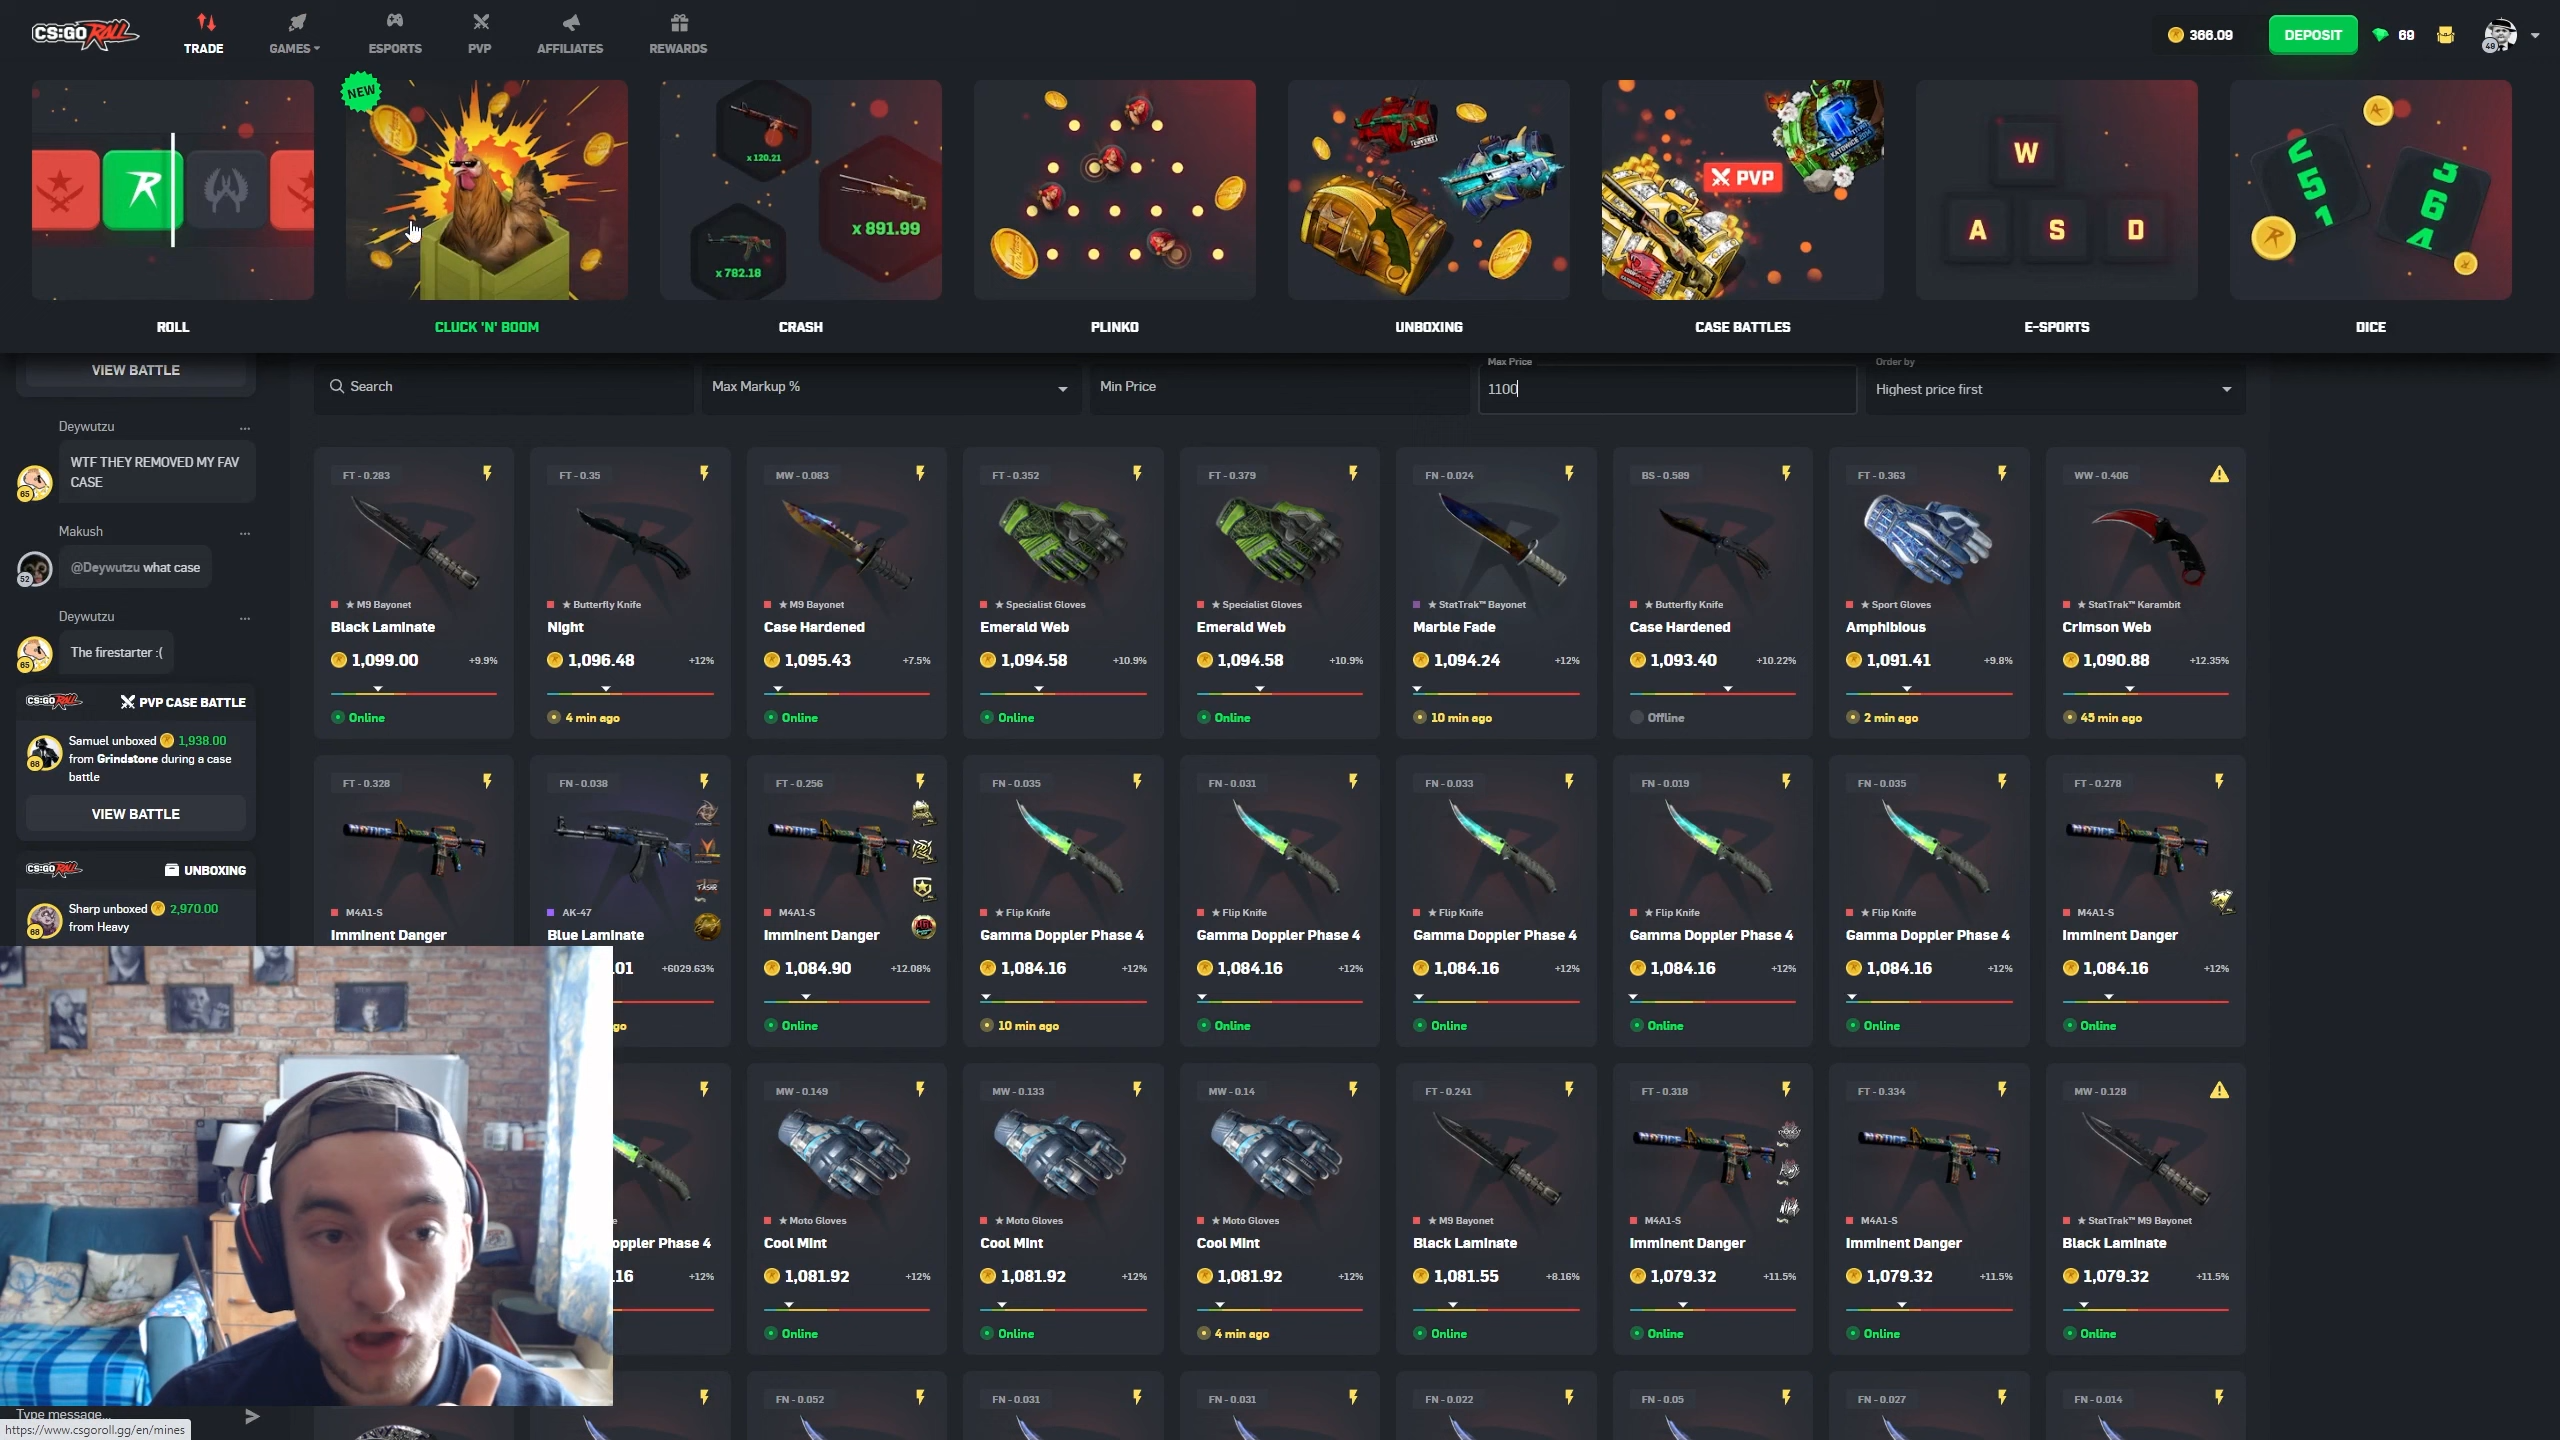 CS:GO ROLL
TRADE
GAMES
ESPORTS
PVP
AFFILIATES
REWARDS
366.09
DEPOSIT
69
48
NEW
R
x 120.21
x 891.99
x 782.18
PVP
W
A S D
ROLL
CLUCK 'N' BOOM
CRASH
PLINKO
UNBOXING
CASE BATTLES
E-SPORTS
DICE
VIEW BATTLE
Search
Max Markup %
Min Price
Max Price
1100
Order by
Highest price first
Deywutzu
WTF THEY REMOVED MY FAV
CASE
65
Makush
@Deywutzu what case
52
Deywutzu
The firestarter :(
65
CS:GO ROLL
PVP CASE BATTLE
Samuel unboxed 1,938.00
from Grindstone during a case
battle
68
VIEW BATTLE
CS:GO ROLL
UNBOXING
Sharp unboxed 2,970.00
from Heavy
68
FT - 0.283
★ M9 Bayonet
Black Laminate
1,099.00 +9.9%
Online
FT - 0.35
★ Butterfly Knife
Night
1,096.48 +12%
4 min ago
MW - 0.083
★ M9 Bayonet
Case Hardened
1,095.43 +7.5%
Online
FT - 0.352
★ Specialist Gloves
Emerald Web
1,094.58 +10.9%
Online
FT - 0.379
★ Specialist Gloves
Emerald Web
1,094.58 +10.9%
Online
FN - 0.024
★ StatTrak™ Bayonet
Marble Fade
1,094.24 +12%
10 min ago
BS - 0.589
★ Butterfly Knife
Case Hardened
1,093.40 +10.22%
Offline
FT - 0.363
★ Sport Gloves
Amphibious
1,091.41 +9.8%
2 min ago
WW - 0.406
★ StatTrak™ Karambit
Crimson Web
1,090.88 +12.35%
45 min ago
FT - 0.328
M4A1-S
Imminent Danger
FN - 0.038
AK-47
Blue Laminate
.01 +6029.63%
go
FT - 0.256
M4A1-S
Imminent Danger
1,084.90 +12.08%
Online
FN - 0.035
★ Flip Knife
Gamma Doppler Phase 4
1,084.16 +12%
10 min ago
FN - 0.031
★ Flip Knife
Gamma Doppler Phase 4
1,084.16 +12%
Online
FN - 0.033
★ Flip Knife
Gamma Doppler Phase 4
1,084.16 +12%
Online
FN - 0.019
★ Flip Knife
Gamma Doppler Phase 4
1,084.16 +12%
Online
FN - 0.035
★ Flip Knife
Gamma Doppler Phase 4
1,084.16 +12%
Online
FT - 0.278
M4A1-S
Imminent Danger
1,084.16 +12%
Online
oppler Phase 4
.16 +12%
MW - 0.149
★ Moto Gloves
Cool Mint
1,081.92 +12%
Online
MW - 0.133
★ Moto Gloves
Cool Mint
1,081.92 +12%
Online
MW - 0.14
★ Moto Gloves
Cool Mint
1,081.92 +12%
4 min ago
FT - 0.241
★ M9 Bayonet
Black Laminate
1,081.55 +8.16%
Online
FT - 0.318
M4A1-S
Imminent Danger
1,079.32 +11.5%
Online
FT - 0.334
M4A1-S
Imminent Danger
1,079.32 +11.5%
Online
MW - 0.128
★ StatTrak™ M9 Bayonet
Black Laminate
1,079.32 +11.5%
Online
FN - 0.052
FN - 0.031
FN - 0.031
FN - 0.022
FN - 0.05
FN - 0.027
FN - 0.014
Type message...
https://www.csgoroll.gg/en/mines